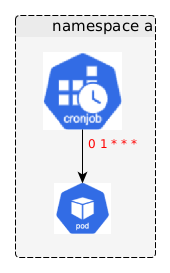 namespace a
cronjob
0 1 * * *
pod